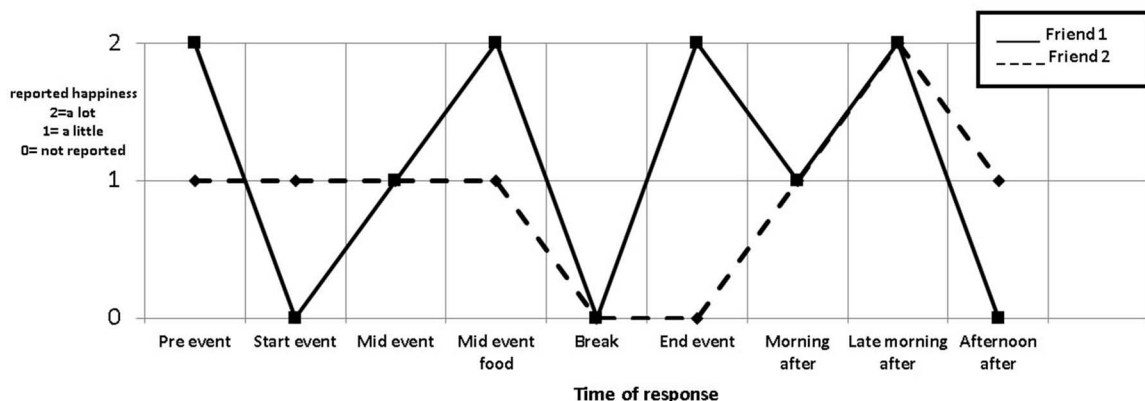 Friend 1
Friend 2
2
reported happiness
2=a lot
1= a little
0= not reported
1
0
Pre event
Start event
Mid event
Mid event
food
Break
End event
Morning
after
Late morning
after
Afternoon
after
Time of response